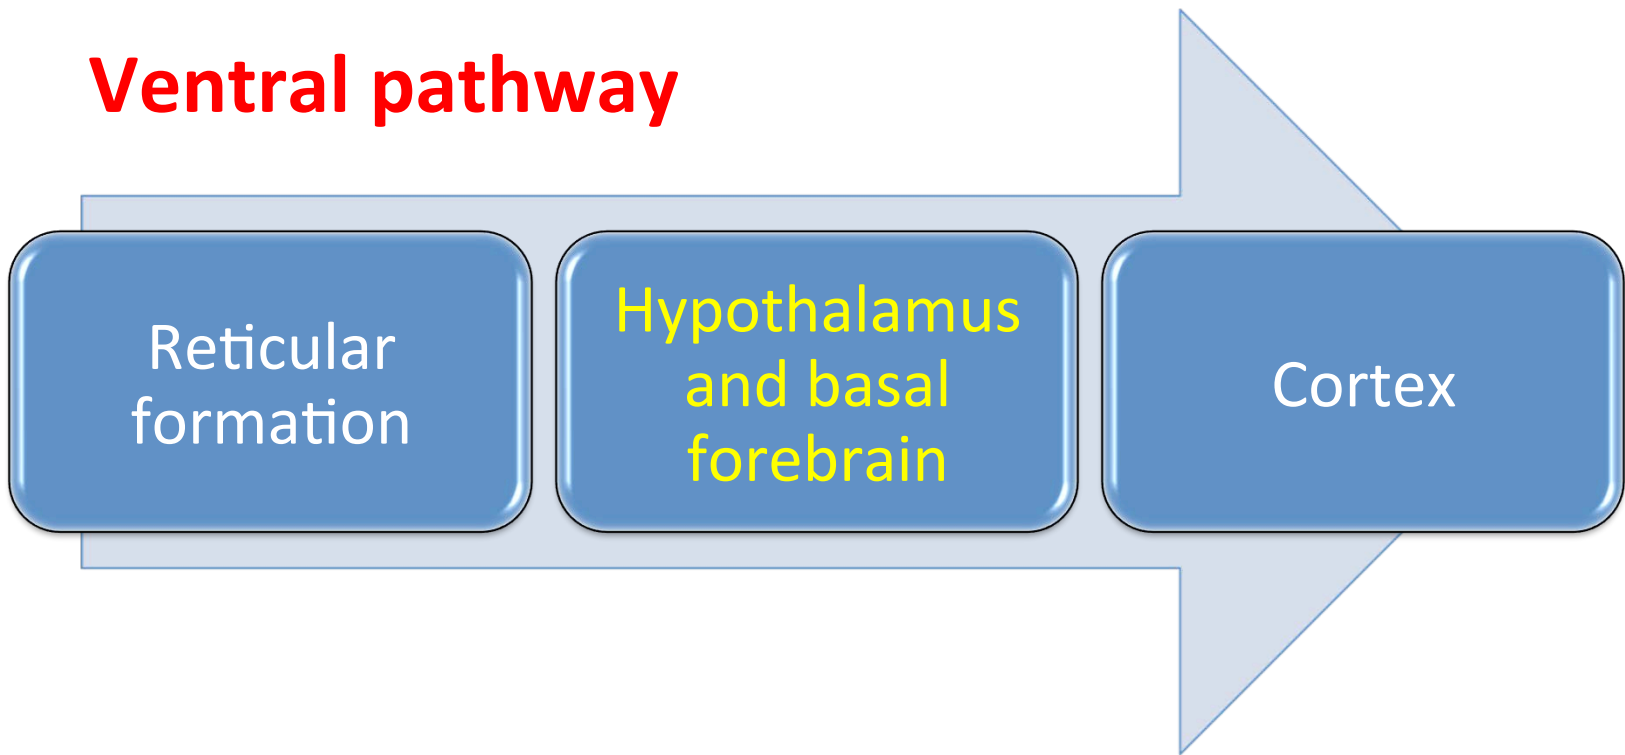 Ventral pathway
Reticular
formation
Hypothalamus
and basal
forebrain
Cortex